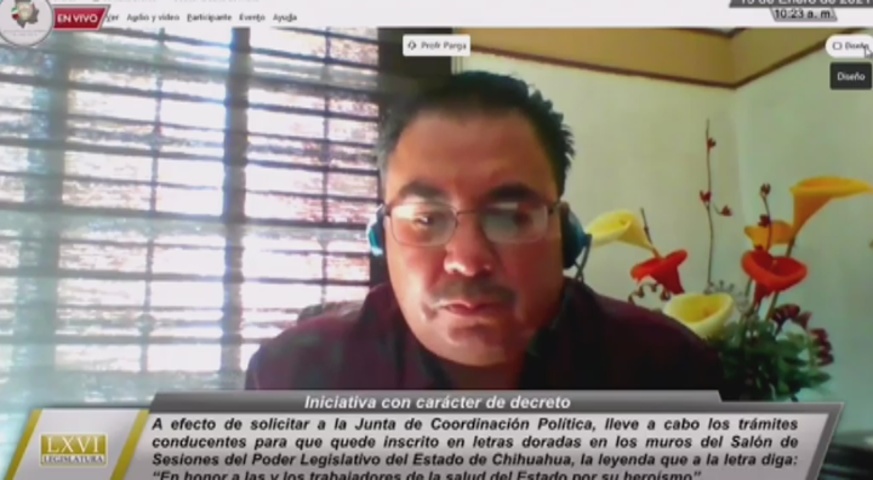 EN VIVO
Audio y video Participante Evento Ayuda
10:23 a. m.
Profr Parga
Diseño
Diseño
Iniciativa con carácter de decreto
LXVI
LEGISLATURA
A efecto de solicitar a la Junta de Coordinación Política, lleve a cabo los trámites
conducentes para que quede inscrito en letras doradas en los muros del Salón de
Sesiones del Poder Legislativo del Estado de Chihuahua, la leyenda que a la letra diga:
"En honor a las y los trabajadores de la salud del Estado por su heroísmo"